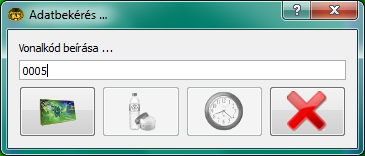 Adatbekérés ...
Vonalkód beírása ...
0005